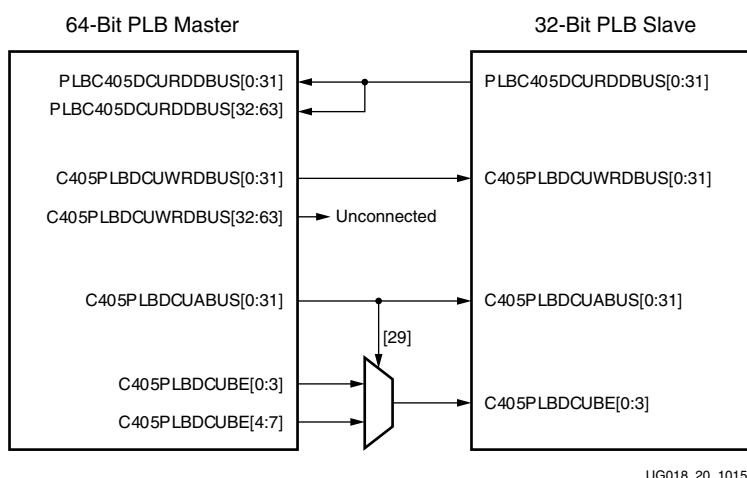 64-Bit PLB Master
32-Bit PLB Slave
PLBC405DCURDDBUS[0:31]
PLBC405DCURDDBUS[0:31]
PLBC405DCURDDBUS[32:63]
C405PLBDCUWRDBUS[0:31]
C405PLBDCUWRDBUS[0:31]
C405PLBDCUWRDBUS[32:63]
Unconnected
C405PLBDCUABUS[0:31]
C405PLBDCUABUS[0:31]
[29]
C405PLBDCUBE[0:3]
C405PLBDCUBE[0:3]
C405PLBDCUBE[4:7]